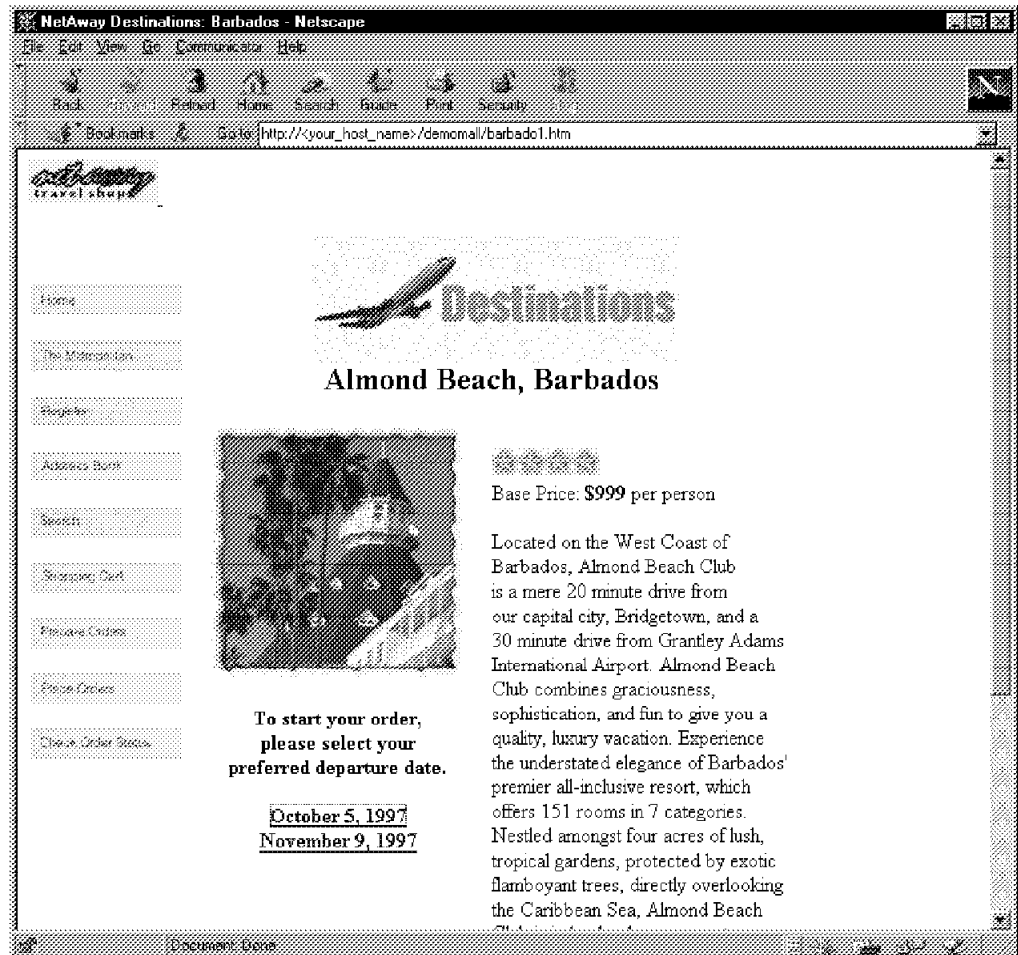 NetAway Destinations: Barbados - Netscape
File Edit View Go Communicator Help
Back Forward Reload Home Search Guide Print Security Stop
Bookmarks Go to: http://<your_host_name>/demomall/barbado1.htm
travel shops
Destinations
Almond Beach, Barbados
Home
The Metropolitan
Register
Address Book
Search
Shopping Cart
Prepare Orders
Place Orders
Check Order Status
To start your order,
please select your
preferred departure date.
October 5, 1997
November 9, 1997
Base Price: $999 per person
Located on the West Coast of
Barbados, Almond Beach Club
is a mere 20 minute drive from
our capital city, Bridgetown, and a
30 minute drive from Grantley Adams
International Airport. Almond Beach
Club combines graciousness,
sophistication, and fun to give you a
quality, luxury vacation. Experience
the understated elegance of Barbados'
premier all-inclusive resort, which
offers 151 rooms in 7 categories.
Nestled amongst four acres of lush,
tropical gardens, protected by exotic
flamboyant trees, directly overlooking
the Caribbean Sea, Almond Beach
Document: Done